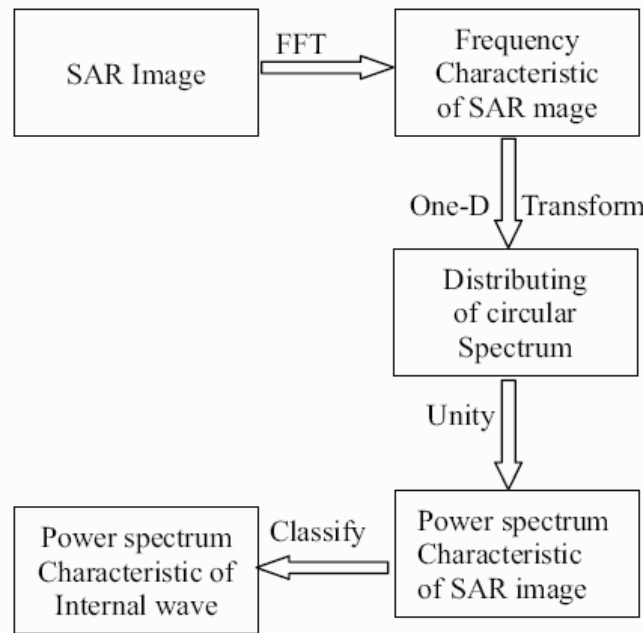 SAR Image
FFT
Frequency
Characteristic
of SAR mage
One-D Transform
Distributing
of circular
Spectrum
Unity
Power spectrum
Characteristic
of SAR image
Classify
Power spectrum
Characteristic of
Internal wave